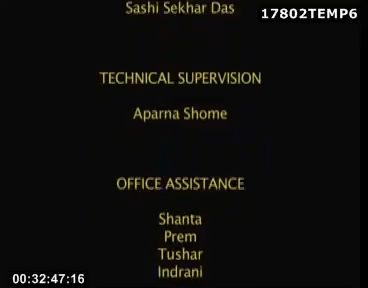 Sashi Sekhar Das
17802TEMP6
TECHNICAL SUPERVISION
Aparna Shome
OFFICE ASSISTANCE
Shanta
Prem
Tushar
Indrani
00:32:47:16